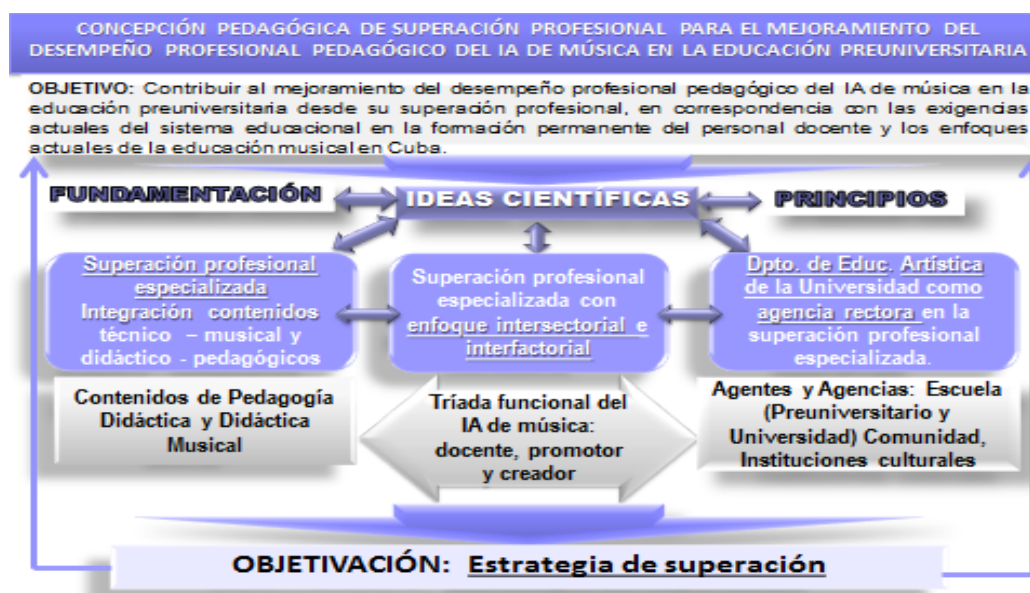 CONCEPCIÓN PEDAGÓGICA DE SUPERACIÓN PROFESIONAL PARA EL MEJORAMIENTO DEL
DESEMPEÑO PROFESIONAL PEDAGÓGICO DEL IA DE MÚSICA EN LA EDUCACIÓN PREUNIVERSITARIA
OBJETIVO: Contribuir al mejoramiento del desempeño profesional pedagógico del IA de música en la
educación preuniversitaria desde su superación profesional, en correspondencia con las exigencias
actuales del sistema educacional en la formación permanente del personal docente y los enfoques
actuales de la educación musical en Cuba.
FUNDAMENTACIÓN
IDEAS CIENTÍFICAS
PRINCIPIOS
Superación profesional
especializada
Integración contenidos
técnico – musical y
didáctico - pedagógicos
Superación profesional
especializada con
enfoque intersectorial e
interfactorial
Dpto. de Educ. Artística
de la Universidad como
agencia rectora en la
superación profesional
especializada.
Contenidos de Pedagogía
Didáctica y Didáctica
Musical
Tríada funcional del
IA de música:
docente, promotor
y creador
Agentes y Agencias: Escuela
(Preuniversitario y
Universidad) Comunidad,
Instituciones culturales
OBJETIVACIÓN: Estrategia de superación